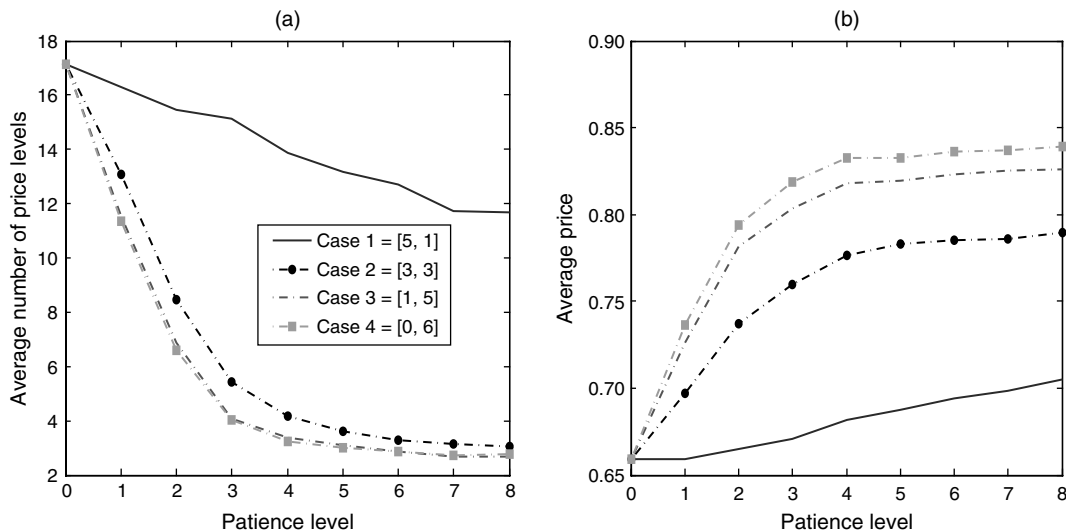 (a)
18
16
14
12
10
8
6
4
2
0 1 2 3 4 5 6 7 8
Average number of price levels
Patience level
Case 1 = [5, 1]
Case 2 = [3, 3]
Case 3 = [1, 5]
Case 4 = [0, 6]
(b)
0.90
0.85
0.80
0.75
0.70
0.65
0 1 2 3 4 5 6 7 8
Average price
Patience level